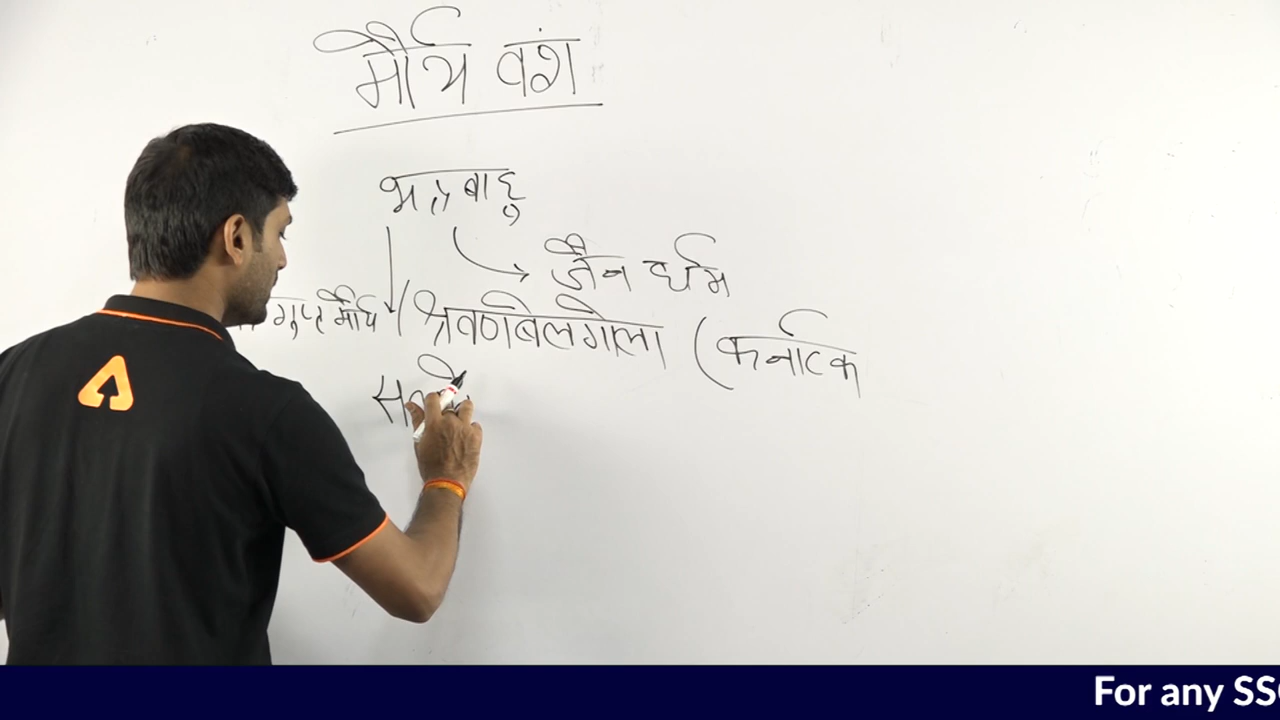 मौर्य वंश
भद्रबाहु
जैन धर्म
गुप्त मौर्य / श्रवणबेलगोला (कर्नाटक
For any SS